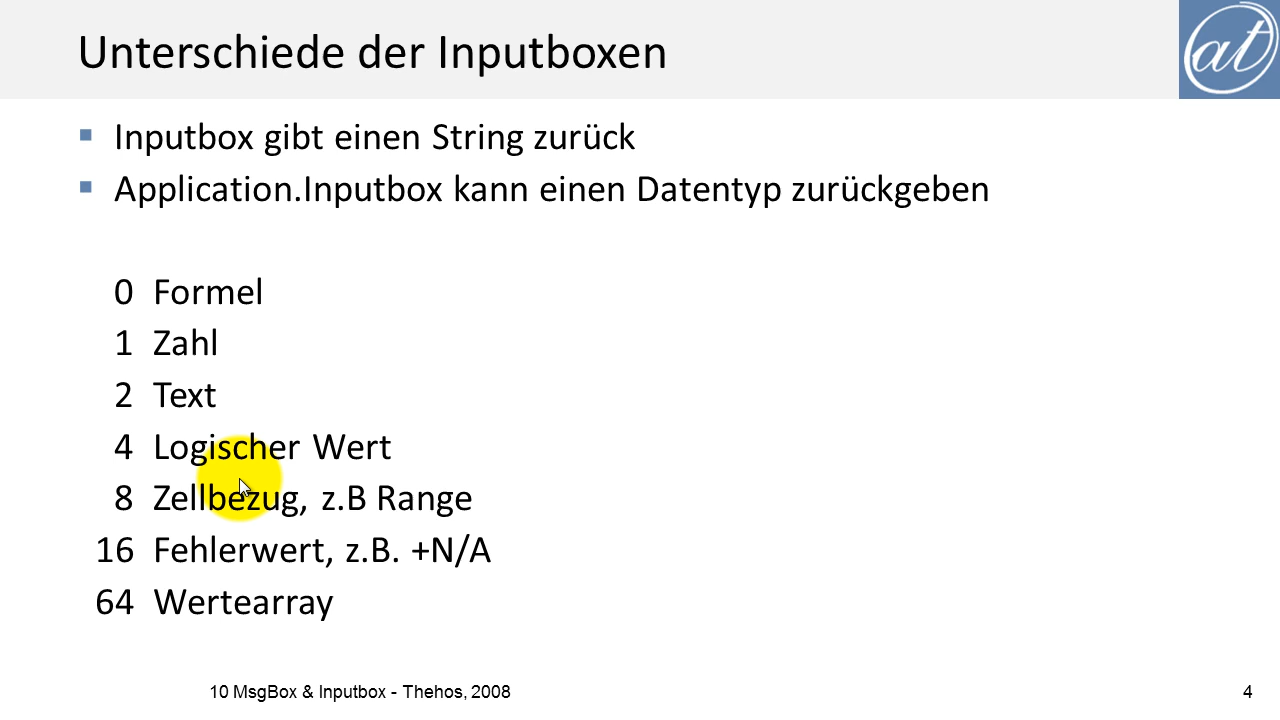 Unterschiede der Inputboxen
at
Inputbox gibt einen String zurück
Application.Inputbox kann einen Datentyp zurückgeben
0 Formel
1 Zahl
2 Text
4 Logischer Wert
8 Zellbezug, z.B Range
16 Fehlerwert, z.B. +N/A
64 Wertearray
10 MsgBox & Inputbox - Thehos, 2008
4